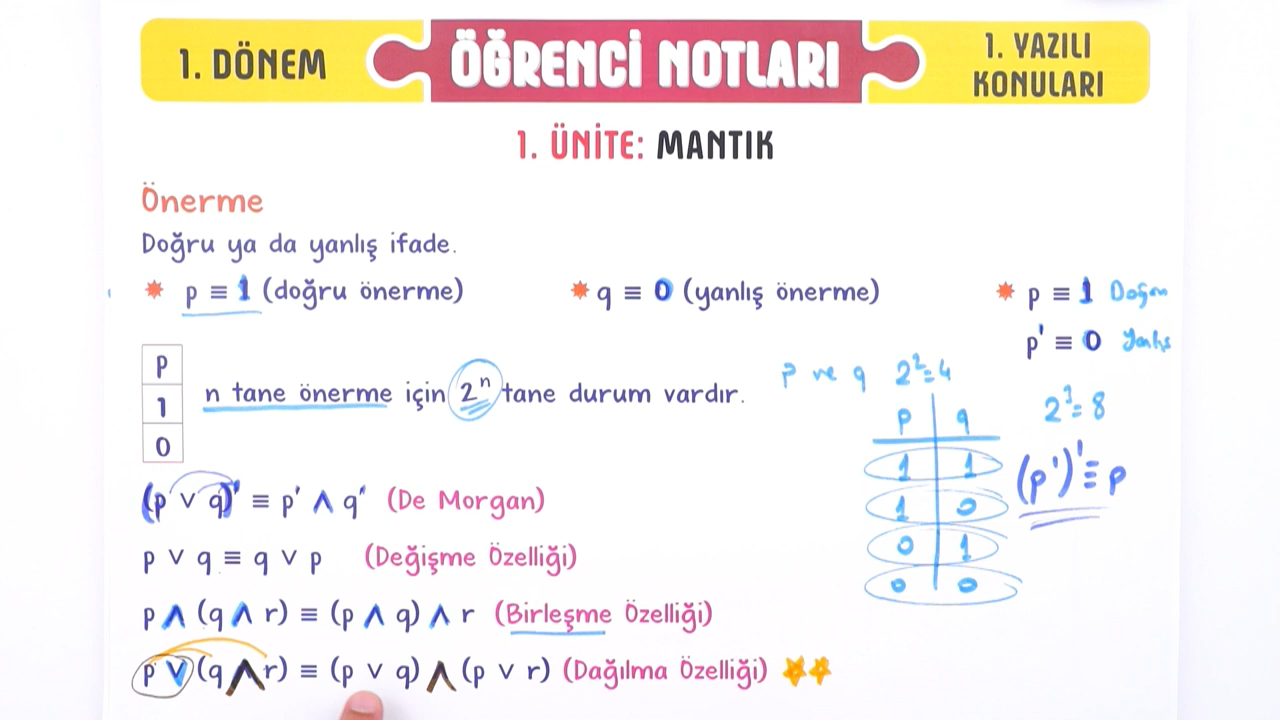 1. DÖNEM
ÖĞRENCİ NOTLARI
1. YAZILI
KONULARI
1. ÜNİTE: MANTIK
Önerme
Doğru ya da yanlış ifade.
p ≡ 1 (doğru önerme)
q ≡ 0 (yanlış önerme)
p ≡ 1 Doğru
p' ≡ 0 Yanlış
p
1
0
n tane önerme için 2ⁿ tane durum vardır.
p ve q 2²=4
p q
1 1
1 0
0 1
0 0
2³=8
(p')' ≡ p
(p ∨ q)' ≡ p' ∧ q' (De Morgan)
p ∨ q ≡ q ∨ p (Değişme Özelliği)
p ∧ (q ∧ r) ≡ (p ∧ q) ∧ r (Birleşme Özelliği)
p ∨ (q ∧ r) ≡ (p ∨ q) ∧ (p ∨ r) (Dağılma Özelliği)